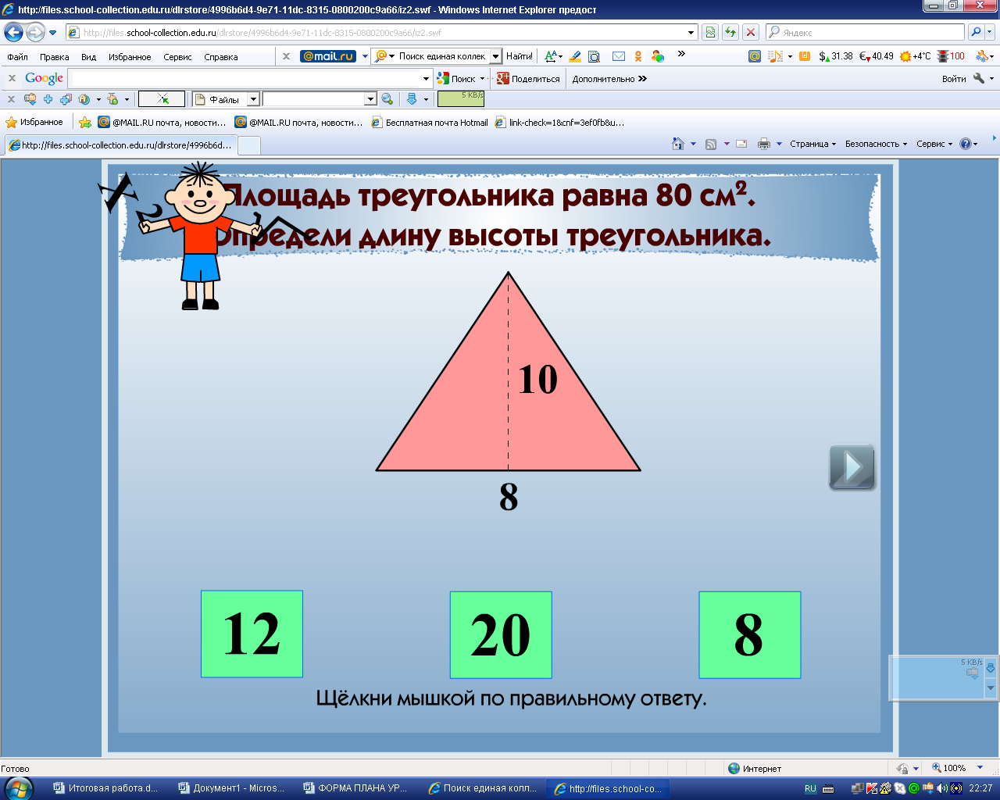 http://files.school-collection.edu.ru/dlrstore/4996b6d4-9e71-11dc-8315-0800200c9a66/iz2.swf - Windows Internet Explorer предост
http://files.school-collection.edu.ru/dlrstore/4996b6d4-9e71-11dc-8315-0800200c9a66/iz2.swf
Яндекс
Файл Правка Вид Избранное Сервис Справка x @mail.ru Поиск единая коллек Найти! $ 31.38 € 40.49 +4°C 100
x Google Поиск Поделиться Дополнительно Войти
x Файлы 5 KB/s
Избранное @MAIL.RU почта, новости... @MAIL.RU почта, новости... Бесплатная почта Hotmail link-check=1&cnf=3ef0fb&u...
http://files.school-collection.edu.ru/dlrstore/4996b6d... Страница Безопасность Сервис
Площадь треугольника равна 80 см².
Определи длину высоты треугольника.
10
8
12 20 8
5 KB/s
Щёлкни мышкой по правильному ответу.
Готово Интернет 100%
Итоговая работа.d... Документ1 - Micros... ФОРМА ПЛАНА УР... Поиск единая колл... http://files.school-co... RU 22:27